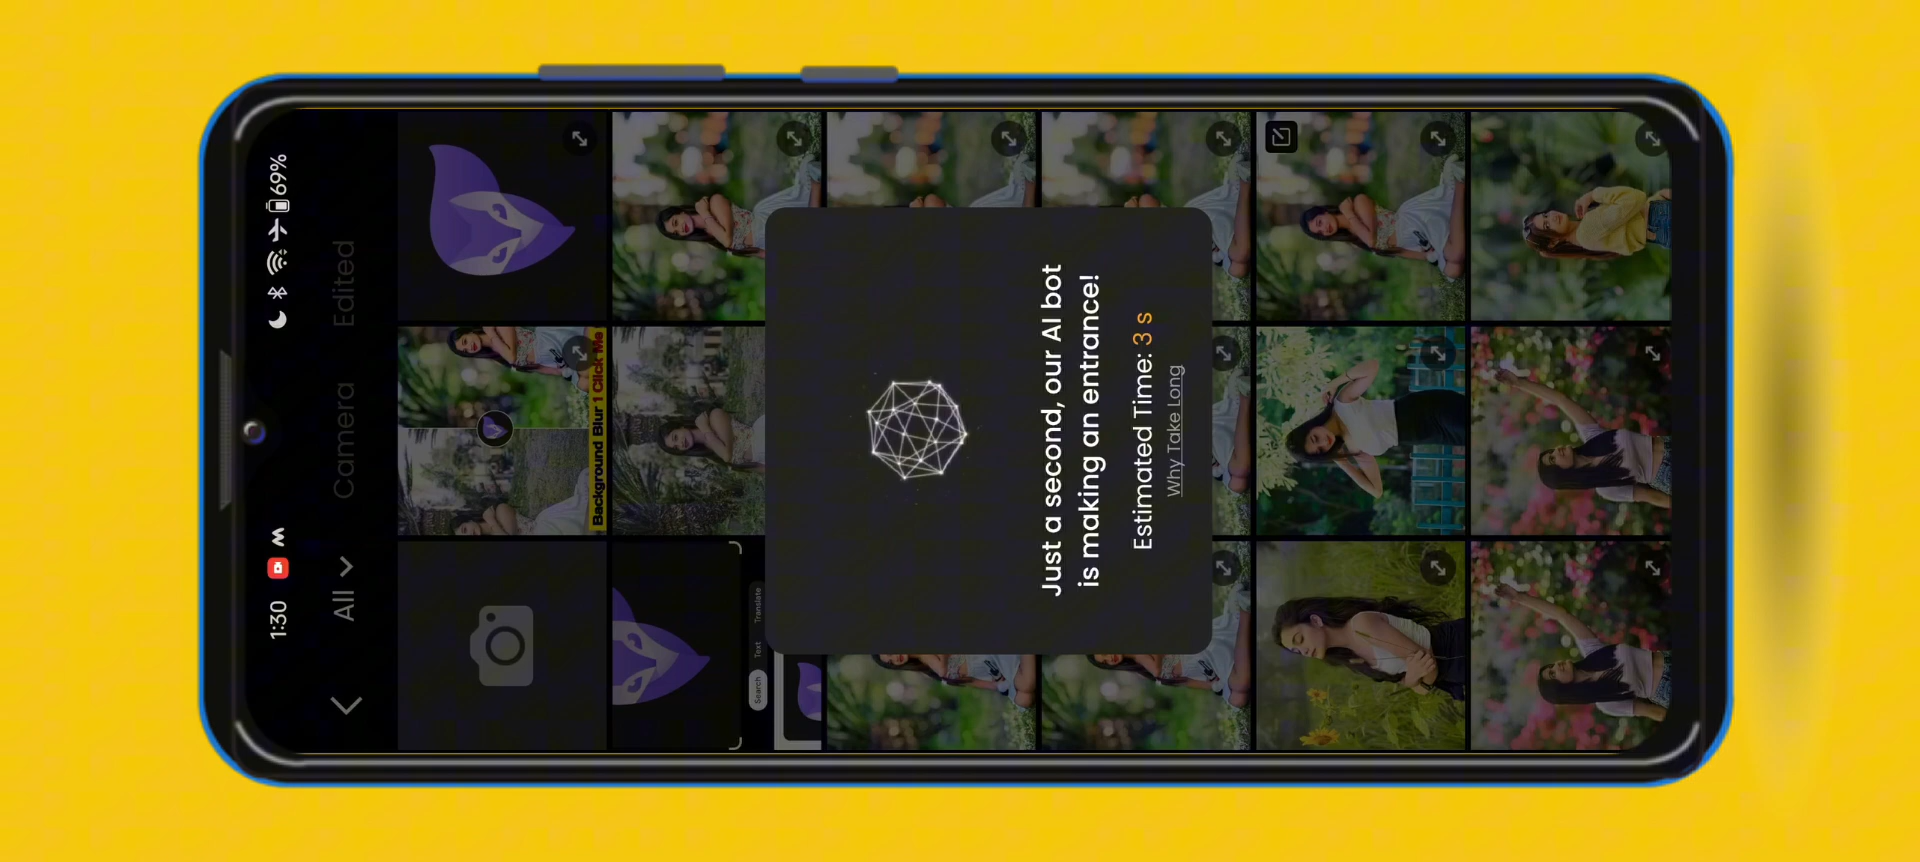 1:30
69%
All
Camera
Edited
Background Blur 1 Click Me
Search
Text
Translate
Just a second, our AI bot
is making an entrance!
Estimated Time: 3 s
Why Take Long